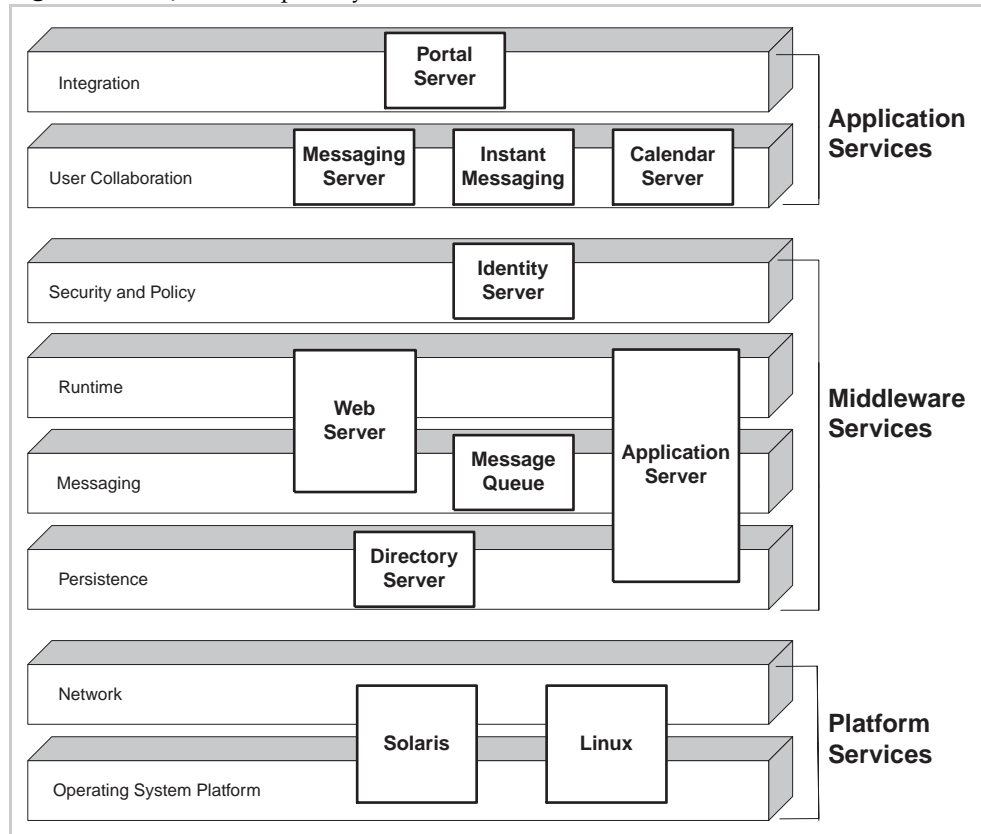 Portal
Server
Integration
Application
Services
Messaging
Server
Instant
Messaging
Calendar
Server
User Collaboration
Identity
Server
Security and Policy
Runtime
Web
Server
Middleware
Services
Message
Queue
Application
Server
Messaging
Directory
Server
Persistence
Network
Solaris
Linux
Platform
Services
Operating System Platform